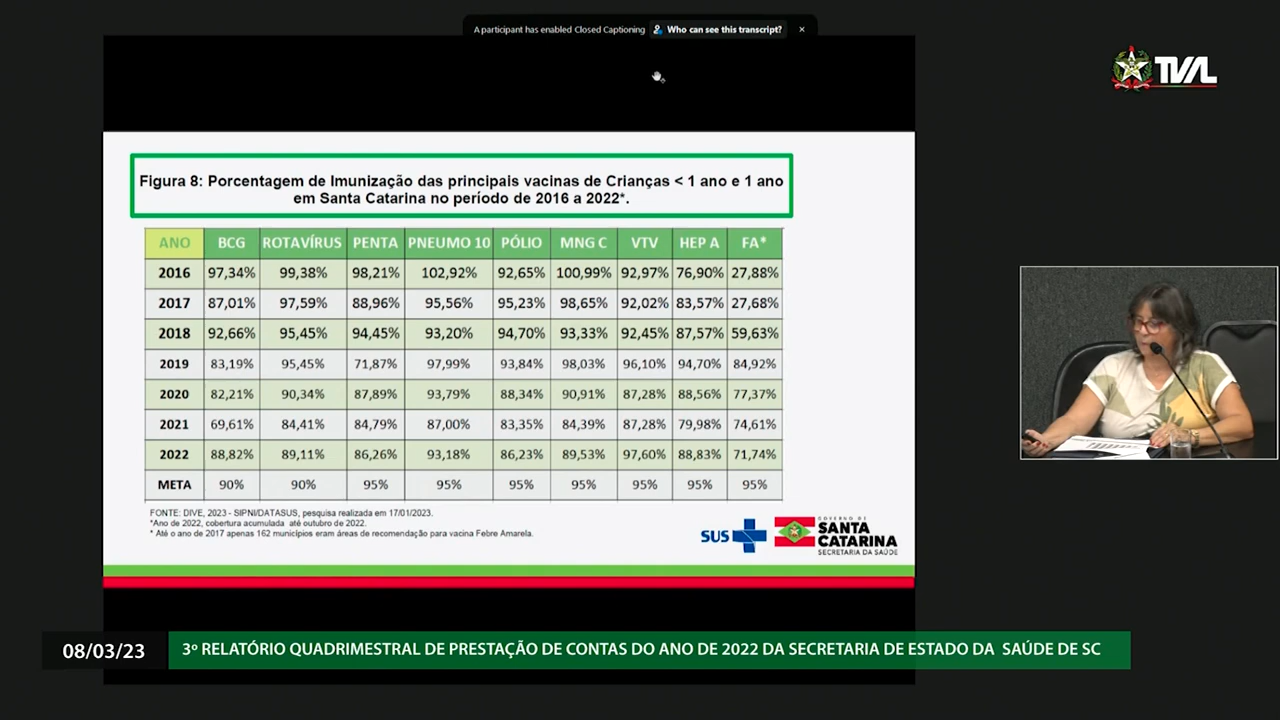 A participant has enabled Closed Captioning Who can see this transcript? ×
TVAL
Figura 8: Porcentagem de Imunização das principais vacinas de Crianças < 1 ano e 1 ano
em Santa Catarina no período de 2016 a 2022*.
ANO BCG ROTAVÍRUS PENTA PNEUMO 10 PÓLIO MNG C VTV HEP A FA*
2016 97,34% 99,38% 98,21% 102,92% 92,65% 100,99% 92,97% 76,90% 27,88%
2017 87,01% 97,59% 88,96% 95,56% 95,23% 98,65% 92,02% 83,57% 27,68%
2018 92,66% 95,45% 94,45% 93,20% 94,70% 93,33% 92,45% 87,57% 59,63%
2019 83,19% 95,45% 71,87% 97,99% 93,84% 98,03% 96,10% 94,70% 84,92%
2020 82,21% 90,34% 87,89% 93,79% 88,34% 90,91% 87,28% 88,56% 77,37%
2021 69,61% 84,41% 84,79% 87,00% 83,35% 84,39% 87,28% 79,98% 74,61%
2022 88,82% 89,11% 86,26% 93,18% 86,23% 89,53% 97,60% 88,83% 71,74%
META 90% 90% 95% 95% 95% 95% 95% 95% 95%
FONTE: DIVE, 2023 - SIPNI/DATASUS, pesquisa realizada em 17/01/2023.
*Ano de 2022, cobertura acumulada até outubro de 2022.
* Até o ano de 2017 apenas 162 municípios eram áreas de recomendação para vacina Febre Amarela.
SUS
GOVERNO DE
SANTA
CATARINA
SECRETARIA DA SAÚDE
08/03/23 3º RELATÓRIO QUADRIMESTRAL DE PRESTAÇÃO DE CONTAS DO ANO DE 2022 DA SECRETARIA DE ESTADO DA SAÚDE DE SC